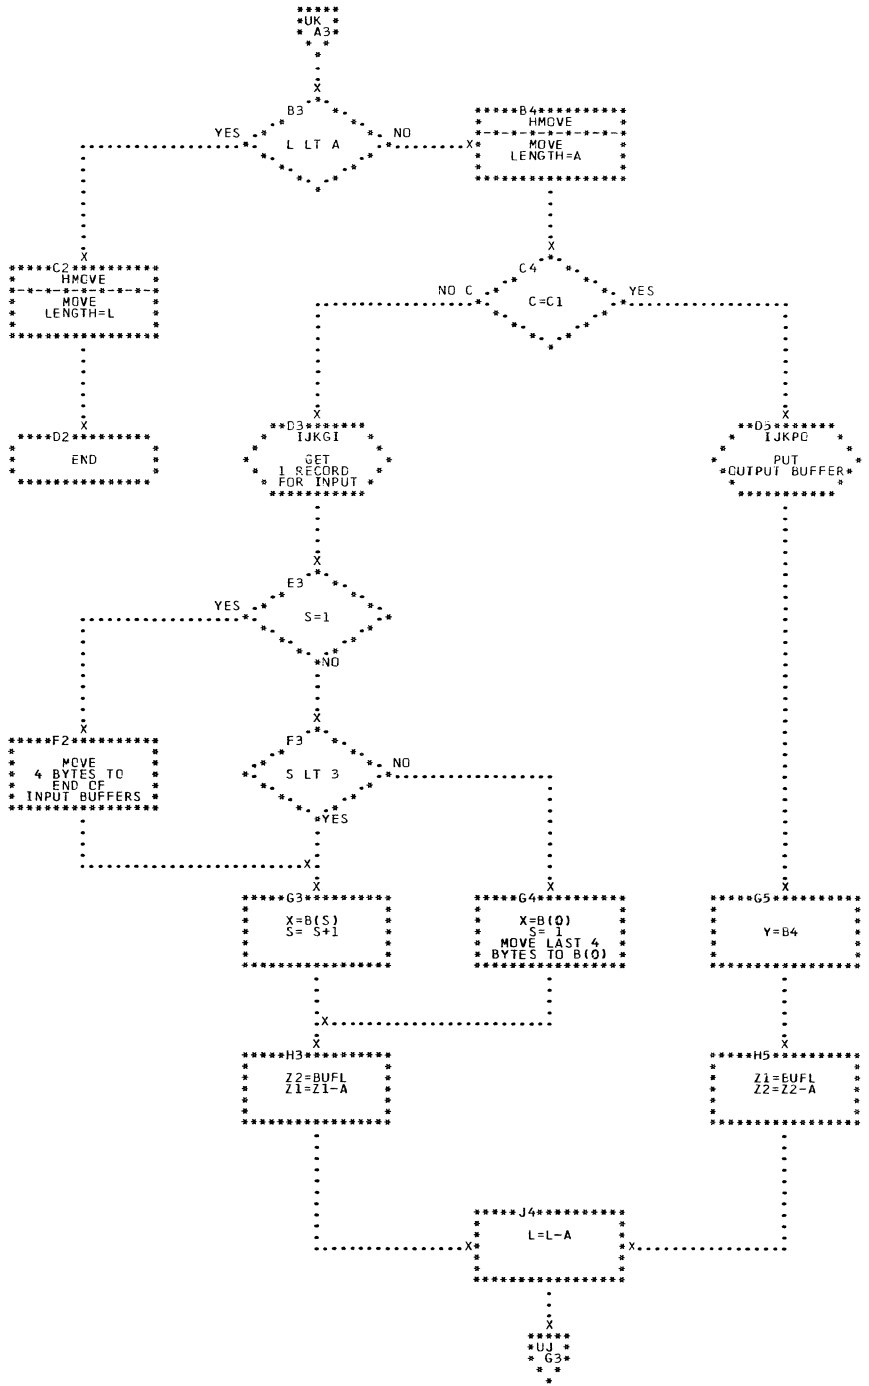 UK
A3
B3
L LT A
YES
NO
B4
HMOVE
MOVE
LENGTH=A
C2
HMOVE
MOVE
LENGTH=L
C4
C=C1
NO C
YES
D2
END
D3
IJKGI
GET
1 RECORD
FOR INPUT
D5
IJKPO
PUT
OUTPUT BUFFER
E3
S=1
YES
NO
F2
MOVE
4 BYTES TO
END OF
INPUT BUFFERS
F3
S LT 3
NO
YES
G3
X=B(S)
S= S+1
G4
X=B(0)
S= 1
MOVE LAST 4
BYTES TO B(0)
G5
Y=B4
H3
Z2=BUFL
Z1=Z1-A
H5
Z1=BUFL
Z2=Z2-A
J4
L=L-A
UJ
G3